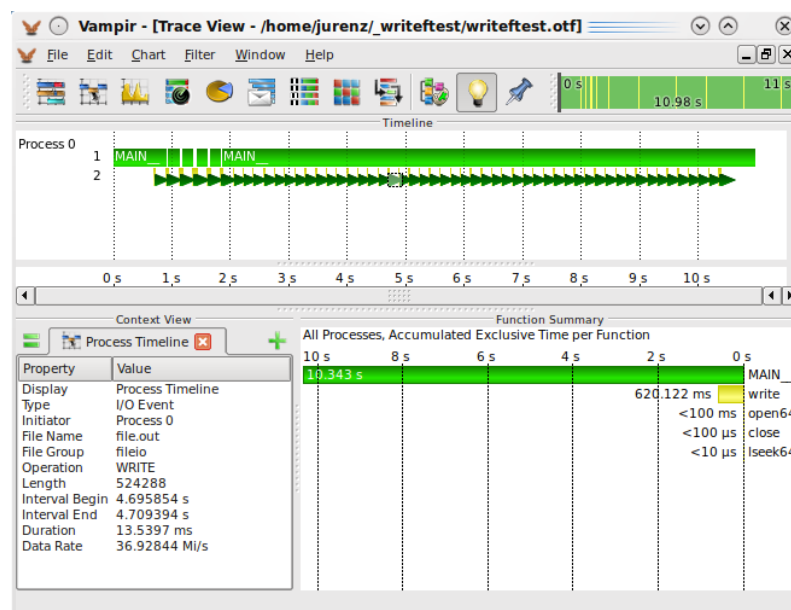 Vampir - [Trace View - /home/jurenz/_writeftest/writeftest.otf]
File Edit Chart Filter Window Help
0 s 11 s
10.98 s
Timeline
Process 0
1 MAIN__ MAIN__
2
0 s 1 s 2 s 3 s 4 s 5 s 6 s 7 s 8 s 9 s 10 s
Context View
Process Timeline
Property Value
Display Process Timeline
Type I/O Event
Initiator Process 0
File Name file.out
File Group fileio
Operation WRITE
Length 524288
Interval Begin 4.695854 s
Interval End 4.709394 s
Duration 13.5397 ms
Data Rate 36.92844 Mi/s
Function Summary
All Processes, Accumulated Exclusive Time per Function
10 s 8 s 6 s 4 s 2 s 0 s
10.343 s MAIN__
620.122 ms write
<100 ms open64
<100 µs close
<10 µs lseek64